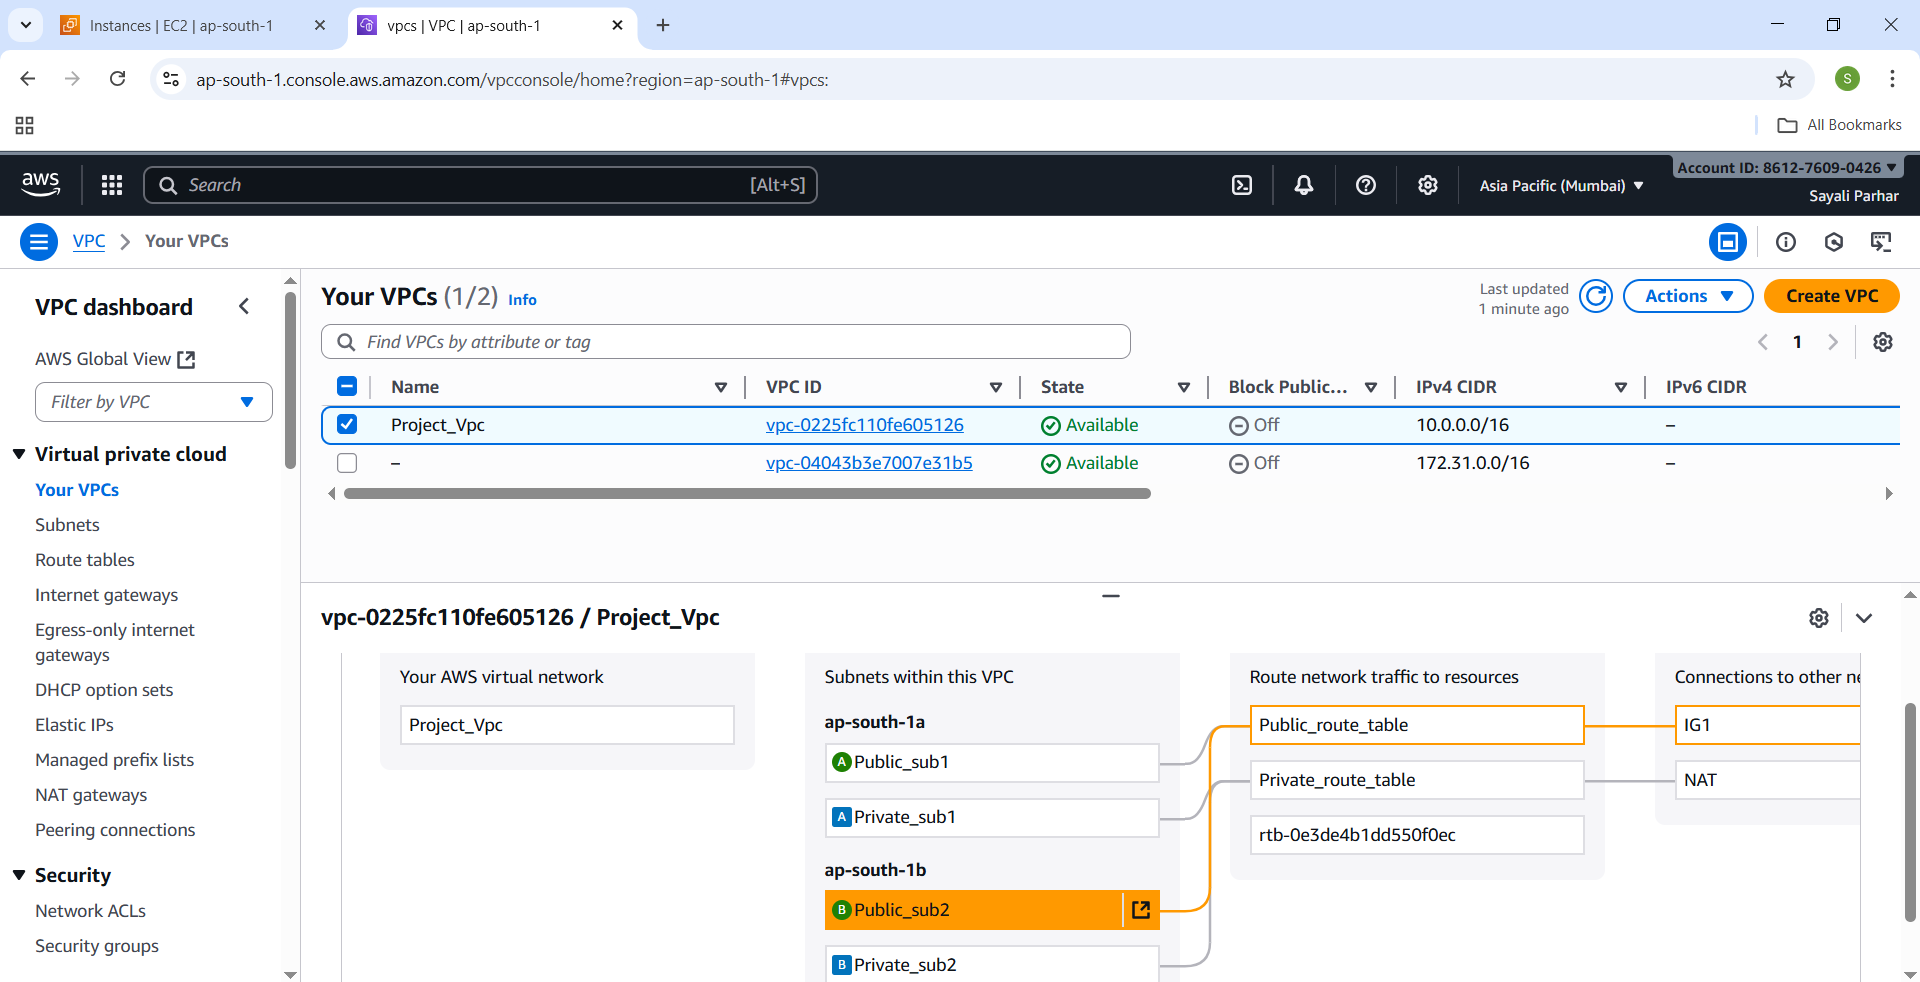 Instances | EC2 | ap-south-1
vpcs | VPC | ap-south-1
ap-south-1.console.aws.amazon.com/vpcconsole/home?region=ap-south-1#vpcs:
S
All Bookmarks
aws
Search [Alt+S]
Asia Pacific (Mumbai)
Account ID: 8612-7609-0426
Sayali Parhar
VPC > Your VPCs
VPC dashboard
AWS Global View
Filter by VPC
Virtual private cloud
Your VPCs
Subnets
Route tables
Internet gateways
Egress-only internet
gateways
DHCP option sets
Elastic IPs
Managed prefix lists
NAT gateways
Peering connections
Security
Network ACLs
Security groups
Your VPCs (1/2) Info
Last updated
1 minute ago
Actions
Create VPC
Find VPCs by attribute or tag
1
Name VPC ID State Block Public... IPv4 CIDR IPv6 CIDR
Project_Vpc vpc-0225fc110fe605126 Available Off 10.0.0.0/16 –
– vpc-04043b3e7007e31b5 Available Off 172.31.0.0/16 –
vpc-0225fc110fe605126 / Project_Vpc
Your AWS virtual network
Project_Vpc
Subnets within this VPC
ap-south-1a
A Public_sub1
A Private_sub1
ap-south-1b
B Public_sub2
B Private_sub2
Route network traffic to resources
Public_route_table
Private_route_table
rtb-0e3de4b1dd550f0ec
Connections to other ne
IG1
NAT